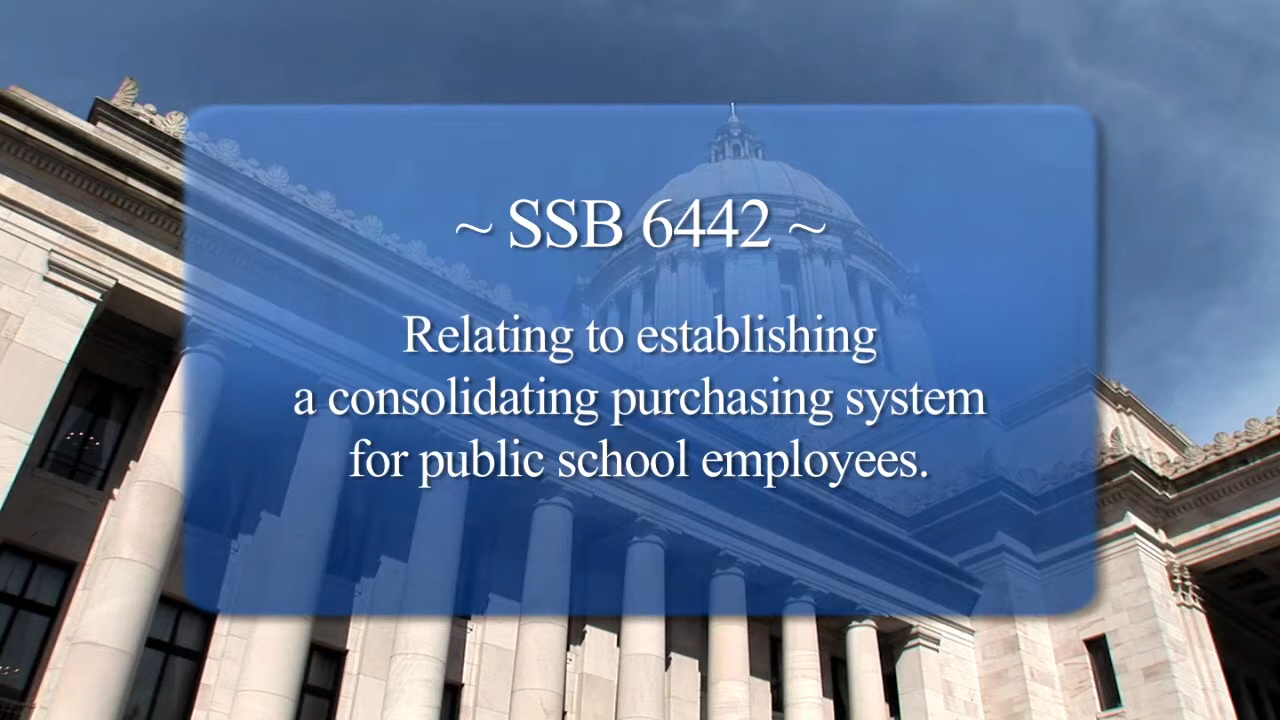 ~ SSB 6442 ~
Relating to establishing
a consolidating purchasing system
for public school employees.